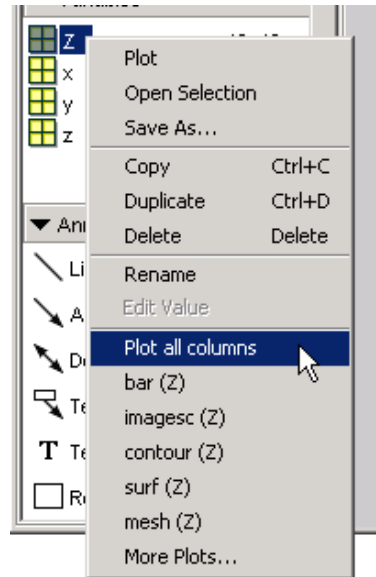 Z
x
y
z
Plot
Open Selection
Save As...
Copy Ctrl+C
Duplicate Ctrl+D
Delete Delete
Rename
Edit Value
Plot all columns
bar (Z)
imagesc (Z)
contour (Z)
surf (Z)
mesh (Z)
More Plots...
T